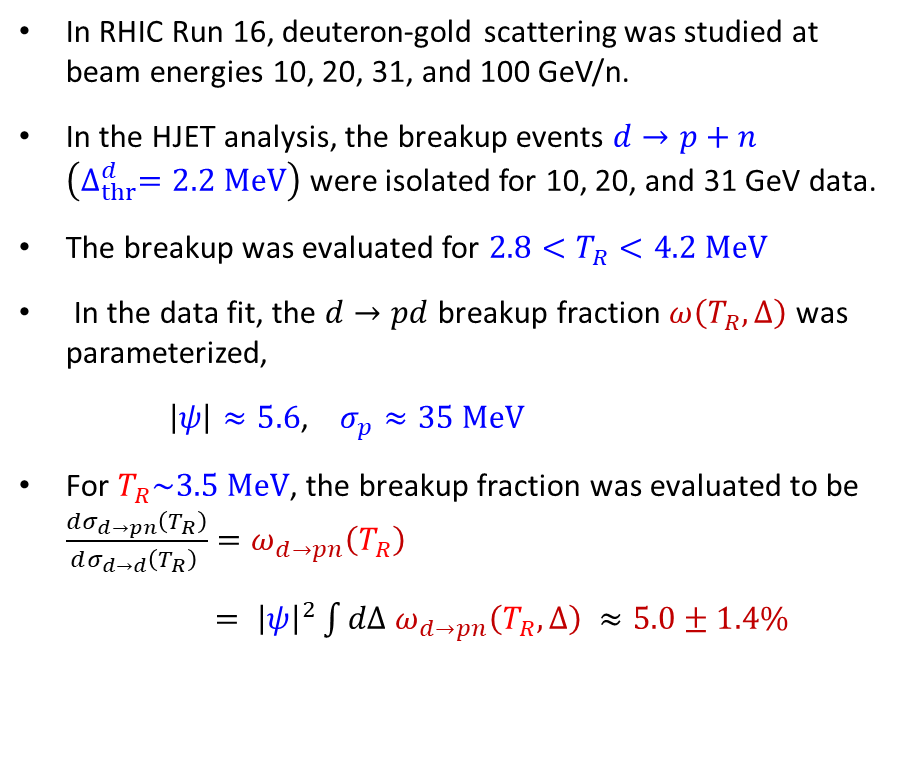 • In RHIC Run 16, deuteron-gold scattering was studied at
beam energies 10, 20, 31, and 100 GeV/n.
• In the HJET analysis, the breakup events d → p + n
(Δ^d_thr = 2.2 MeV) were isolated for 10, 20, and 31 GeV data.
• The breakup was evaluated for 2.8 < T_R < 4.2 MeV
• In the data fit, the d → pd breakup fraction ω(T_R, Δ) was
parameterized,
|ψ| ≈ 5.6, σ_p ≈ 35 MeV
• For T_R~3.5 MeV, the breakup fraction was evaluated to be
dσ_{d→pn}(T_R) / dσ_{d→d}(T_R) = ω_{d→pn}(T_R)
= |ψ|² ∫ dΔ ω_{d→pn}(T_R, Δ) ≈ 5.0 ± 1.4%